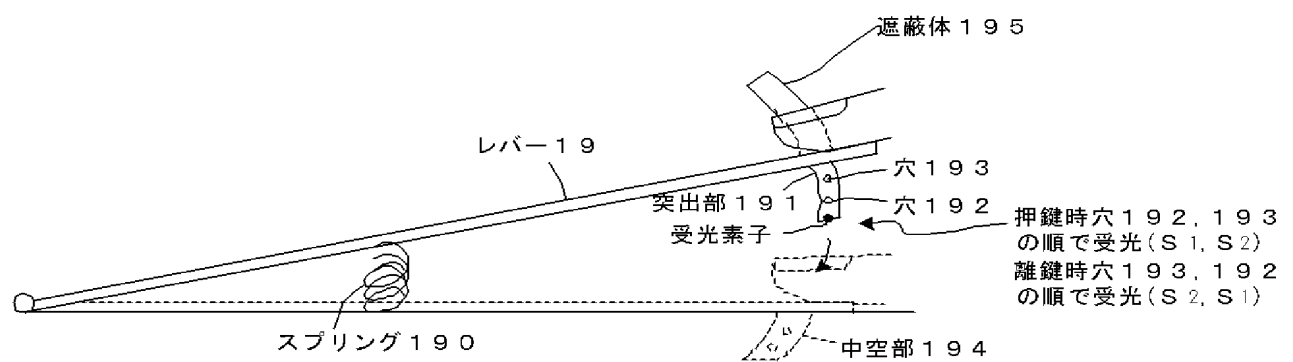 遮蔽体１９５
レバー１９
穴１９３
突出部１９１
穴１９２
受光素子
押鍵時穴１９２，１９３
の順で受光（Ｓ１，Ｓ２）
離鍵時穴１９３，１９２
の順で受光（Ｓ２，Ｓ１）
スプリング１９０
中空部１９４